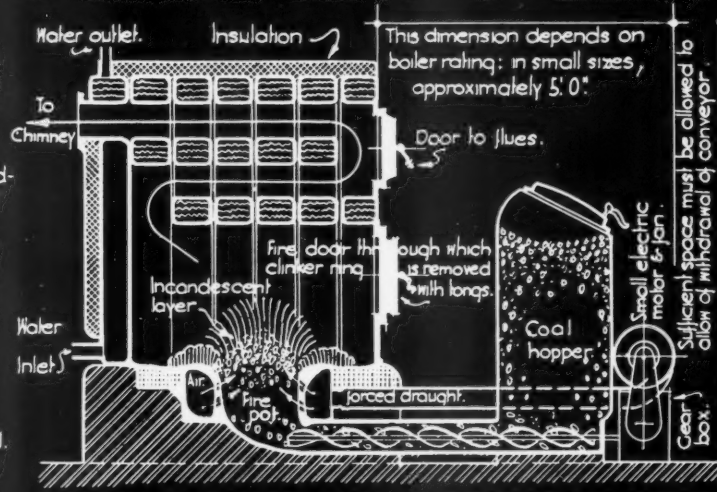 Water outlet.
Insulation
This dimension depends on
boiler rating: in small sizes,
approximately 5'.0".
To
Chimney
Door to flues.
Fire door through which
clinker ring is removed
with tongs.
Incandescent
layer
Water
Inlet
Air.
Fire
pot.
forced draught.
Coal
hopper.
Small electric
motor & fan.
Sufficient space must be allowed to
allow of withdrawal of conveyor.
Gear
box.